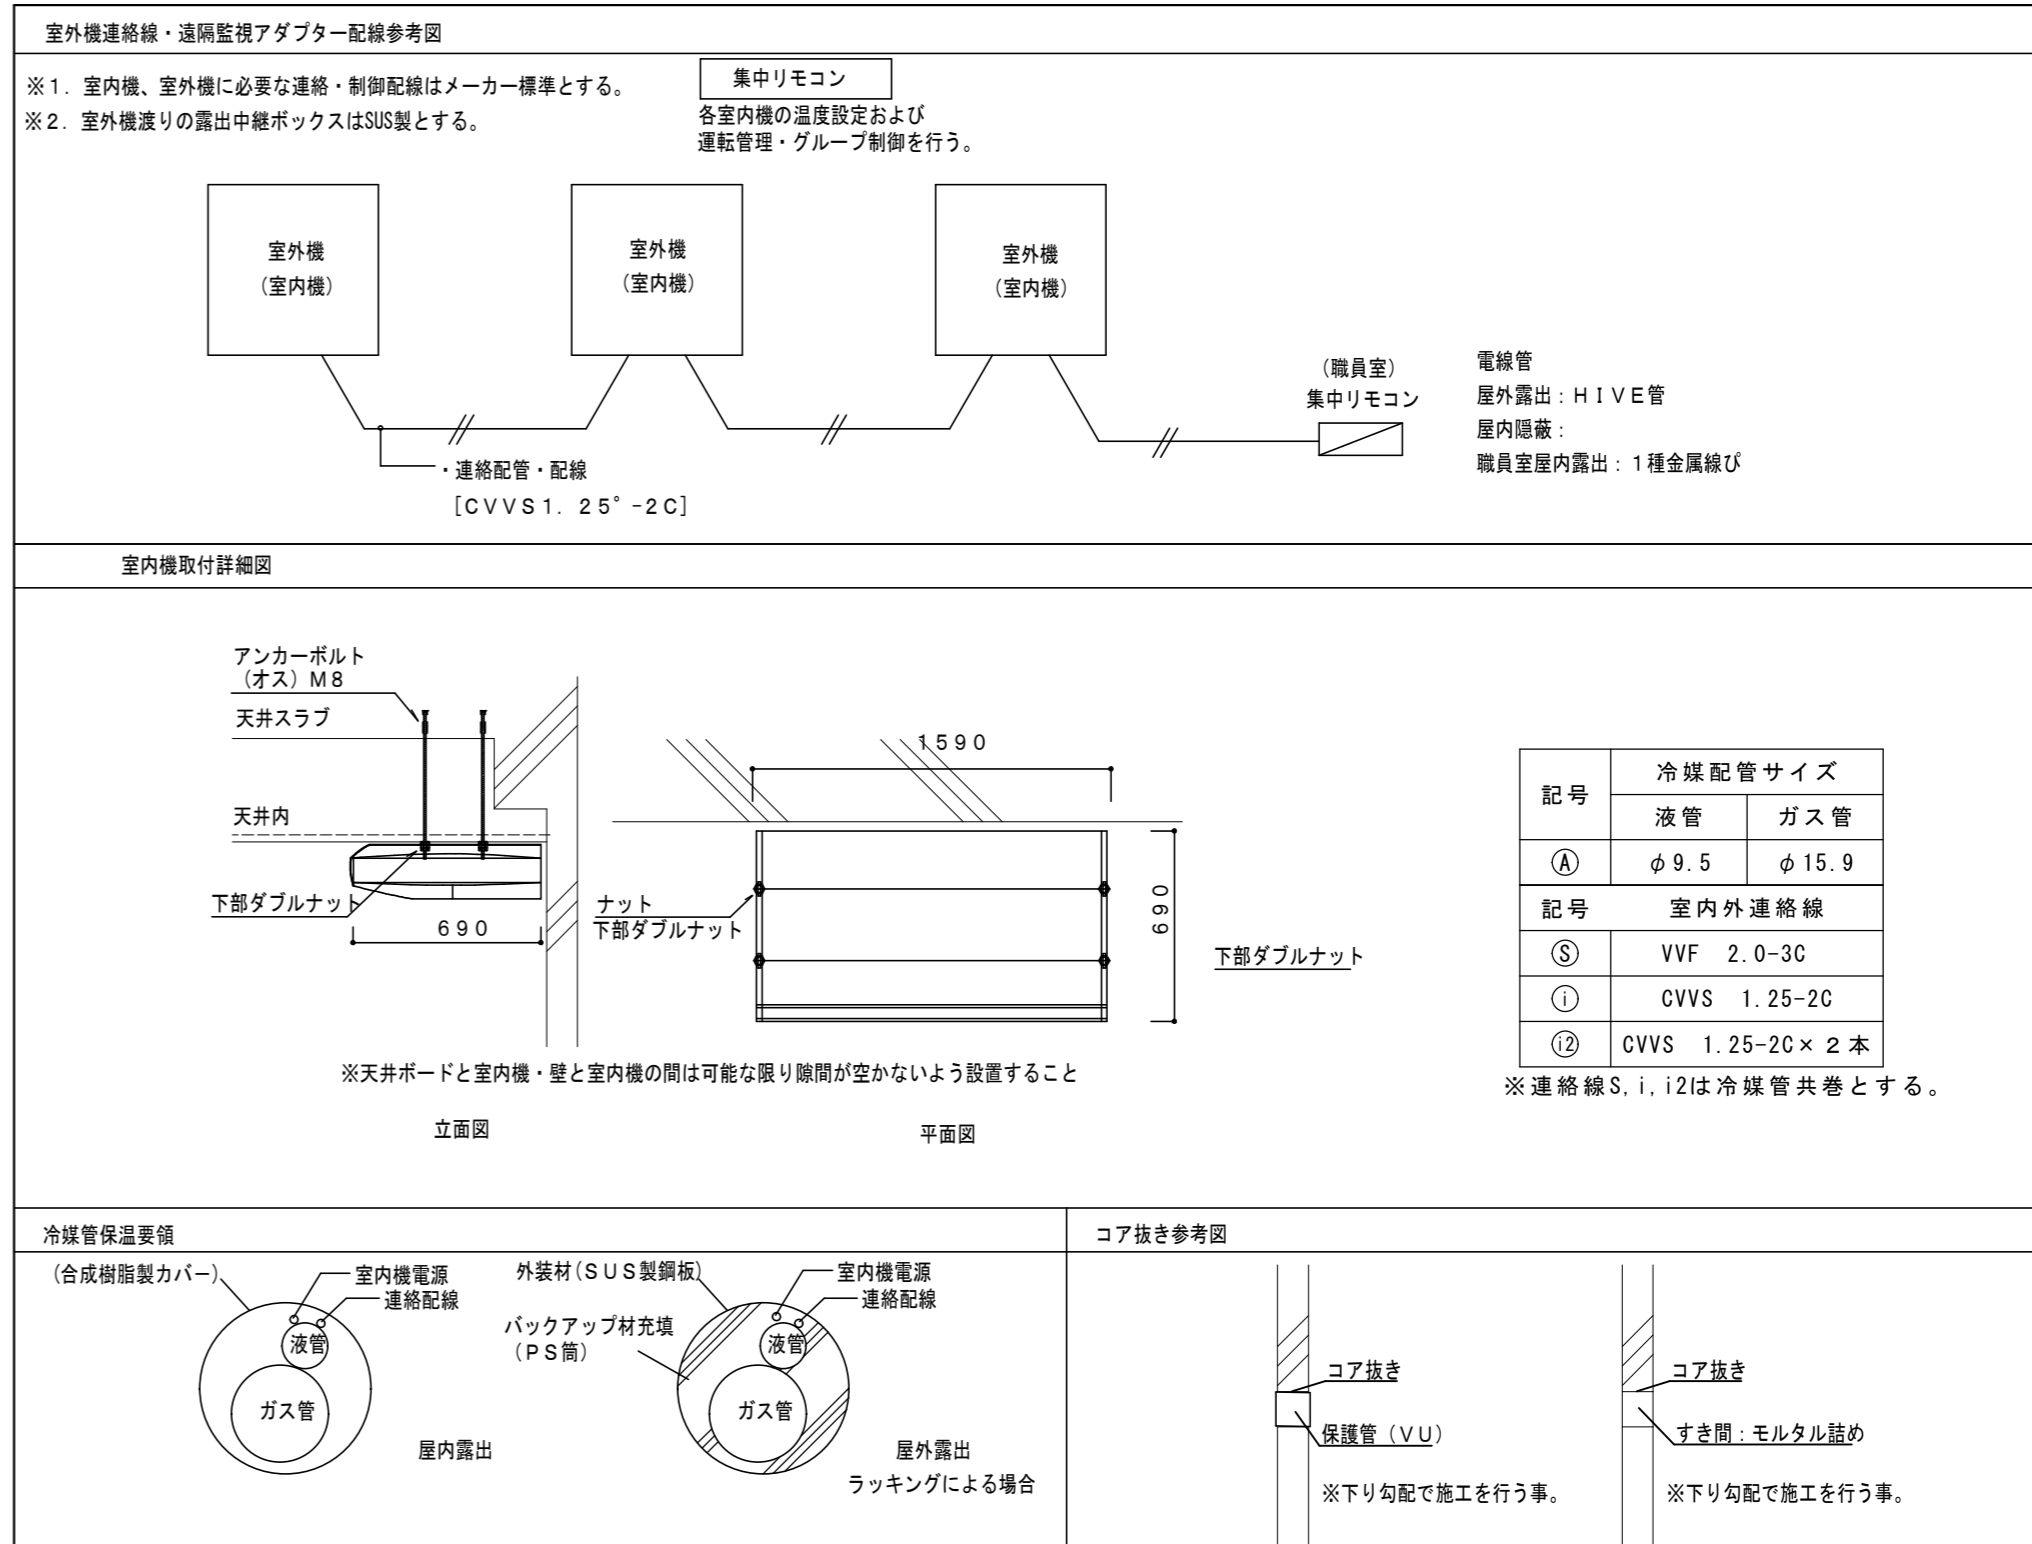 室外機連絡線・遠隔監視アダプター配線参考図
※1. 室内機、室外機に必要な連絡・制御配線はメーカー標準とする。
※2. 室外機渡りの露出中継ボックスはSUS製とする。
集中リモコン
各室内機の温度設定および
運転管理・グループ制御を行う。
室外機
(室内機)
室外機
(室内機)
室外機
(室内機)
・連絡配管・配線
[CVVS1. 25°-2C]
(職員室)
集中リモコン
電線管
屋外露出：HIVE管
屋内隠蔽：
職員室屋内露出：1種金属線ぴ
室内機取付詳細図
アンカーボルト
(オス) M8
天井スラブ
天井内
下部ダブルナット
690
1590
ナット
下部ダブルナット
690
下部ダブルナット
※天井ボードと室内機・壁と室内機の間は可能な限り隙間が空かないよう設置すること
立面図
平面図
記号 冷媒配管サイズ
液管 ガス管
Ⓐ φ9.5 φ15.9
記号 室内外連絡線
Ⓢ VVF 2.0-3C
ⓘ CVVS 1.25-2C
(i2) CVVS 1.25-2C×2本
※連絡線S,i,i2は冷媒管共巻とする。
冷媒管保温要領
(合成樹脂製カバー)
室内機電源
連絡配線
液管
ガス管
屋内露出
外装材(SUS製鋼板)
室内機電源
連絡配線
バックアップ材充填
(PS筒)
液管
ガス管
屋外露出
ラッキングによる場合
コア抜き参考図
コア抜き
保護管(VU)
※下り勾配で施工を行う事。
コア抜き
すき間：モルタル詰め
※下り勾配で施工を行う事。